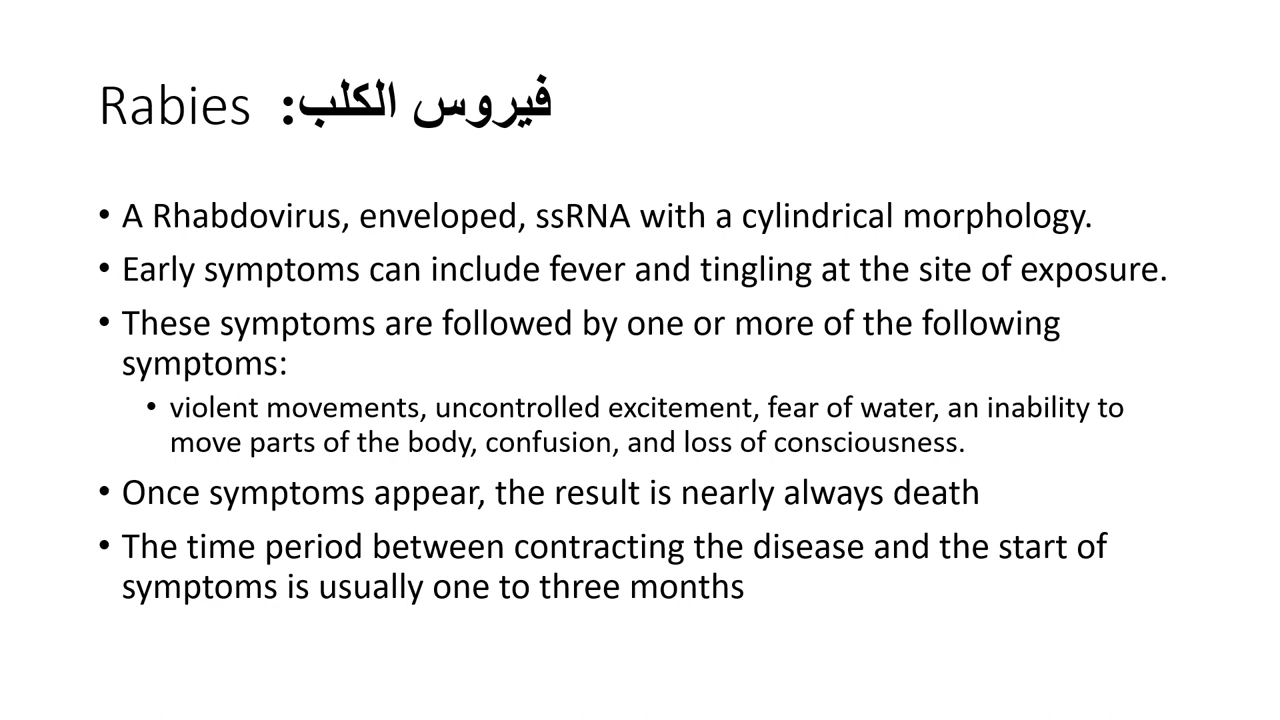 Rabies :فيروس الكلب
• A Rhabdovirus, enveloped, ssRNA with a cylindrical morphology.
• Early symptoms can include fever and tingling at the site of exposure.
• These symptoms are followed by one or more of the following
symptoms:
• violent movements, uncontrolled excitement, fear of water, an inability to
move parts of the body, confusion, and loss of consciousness.
• Once symptoms appear, the result is nearly always death
• The time period between contracting the disease and the start of
symptoms is usually one to three months